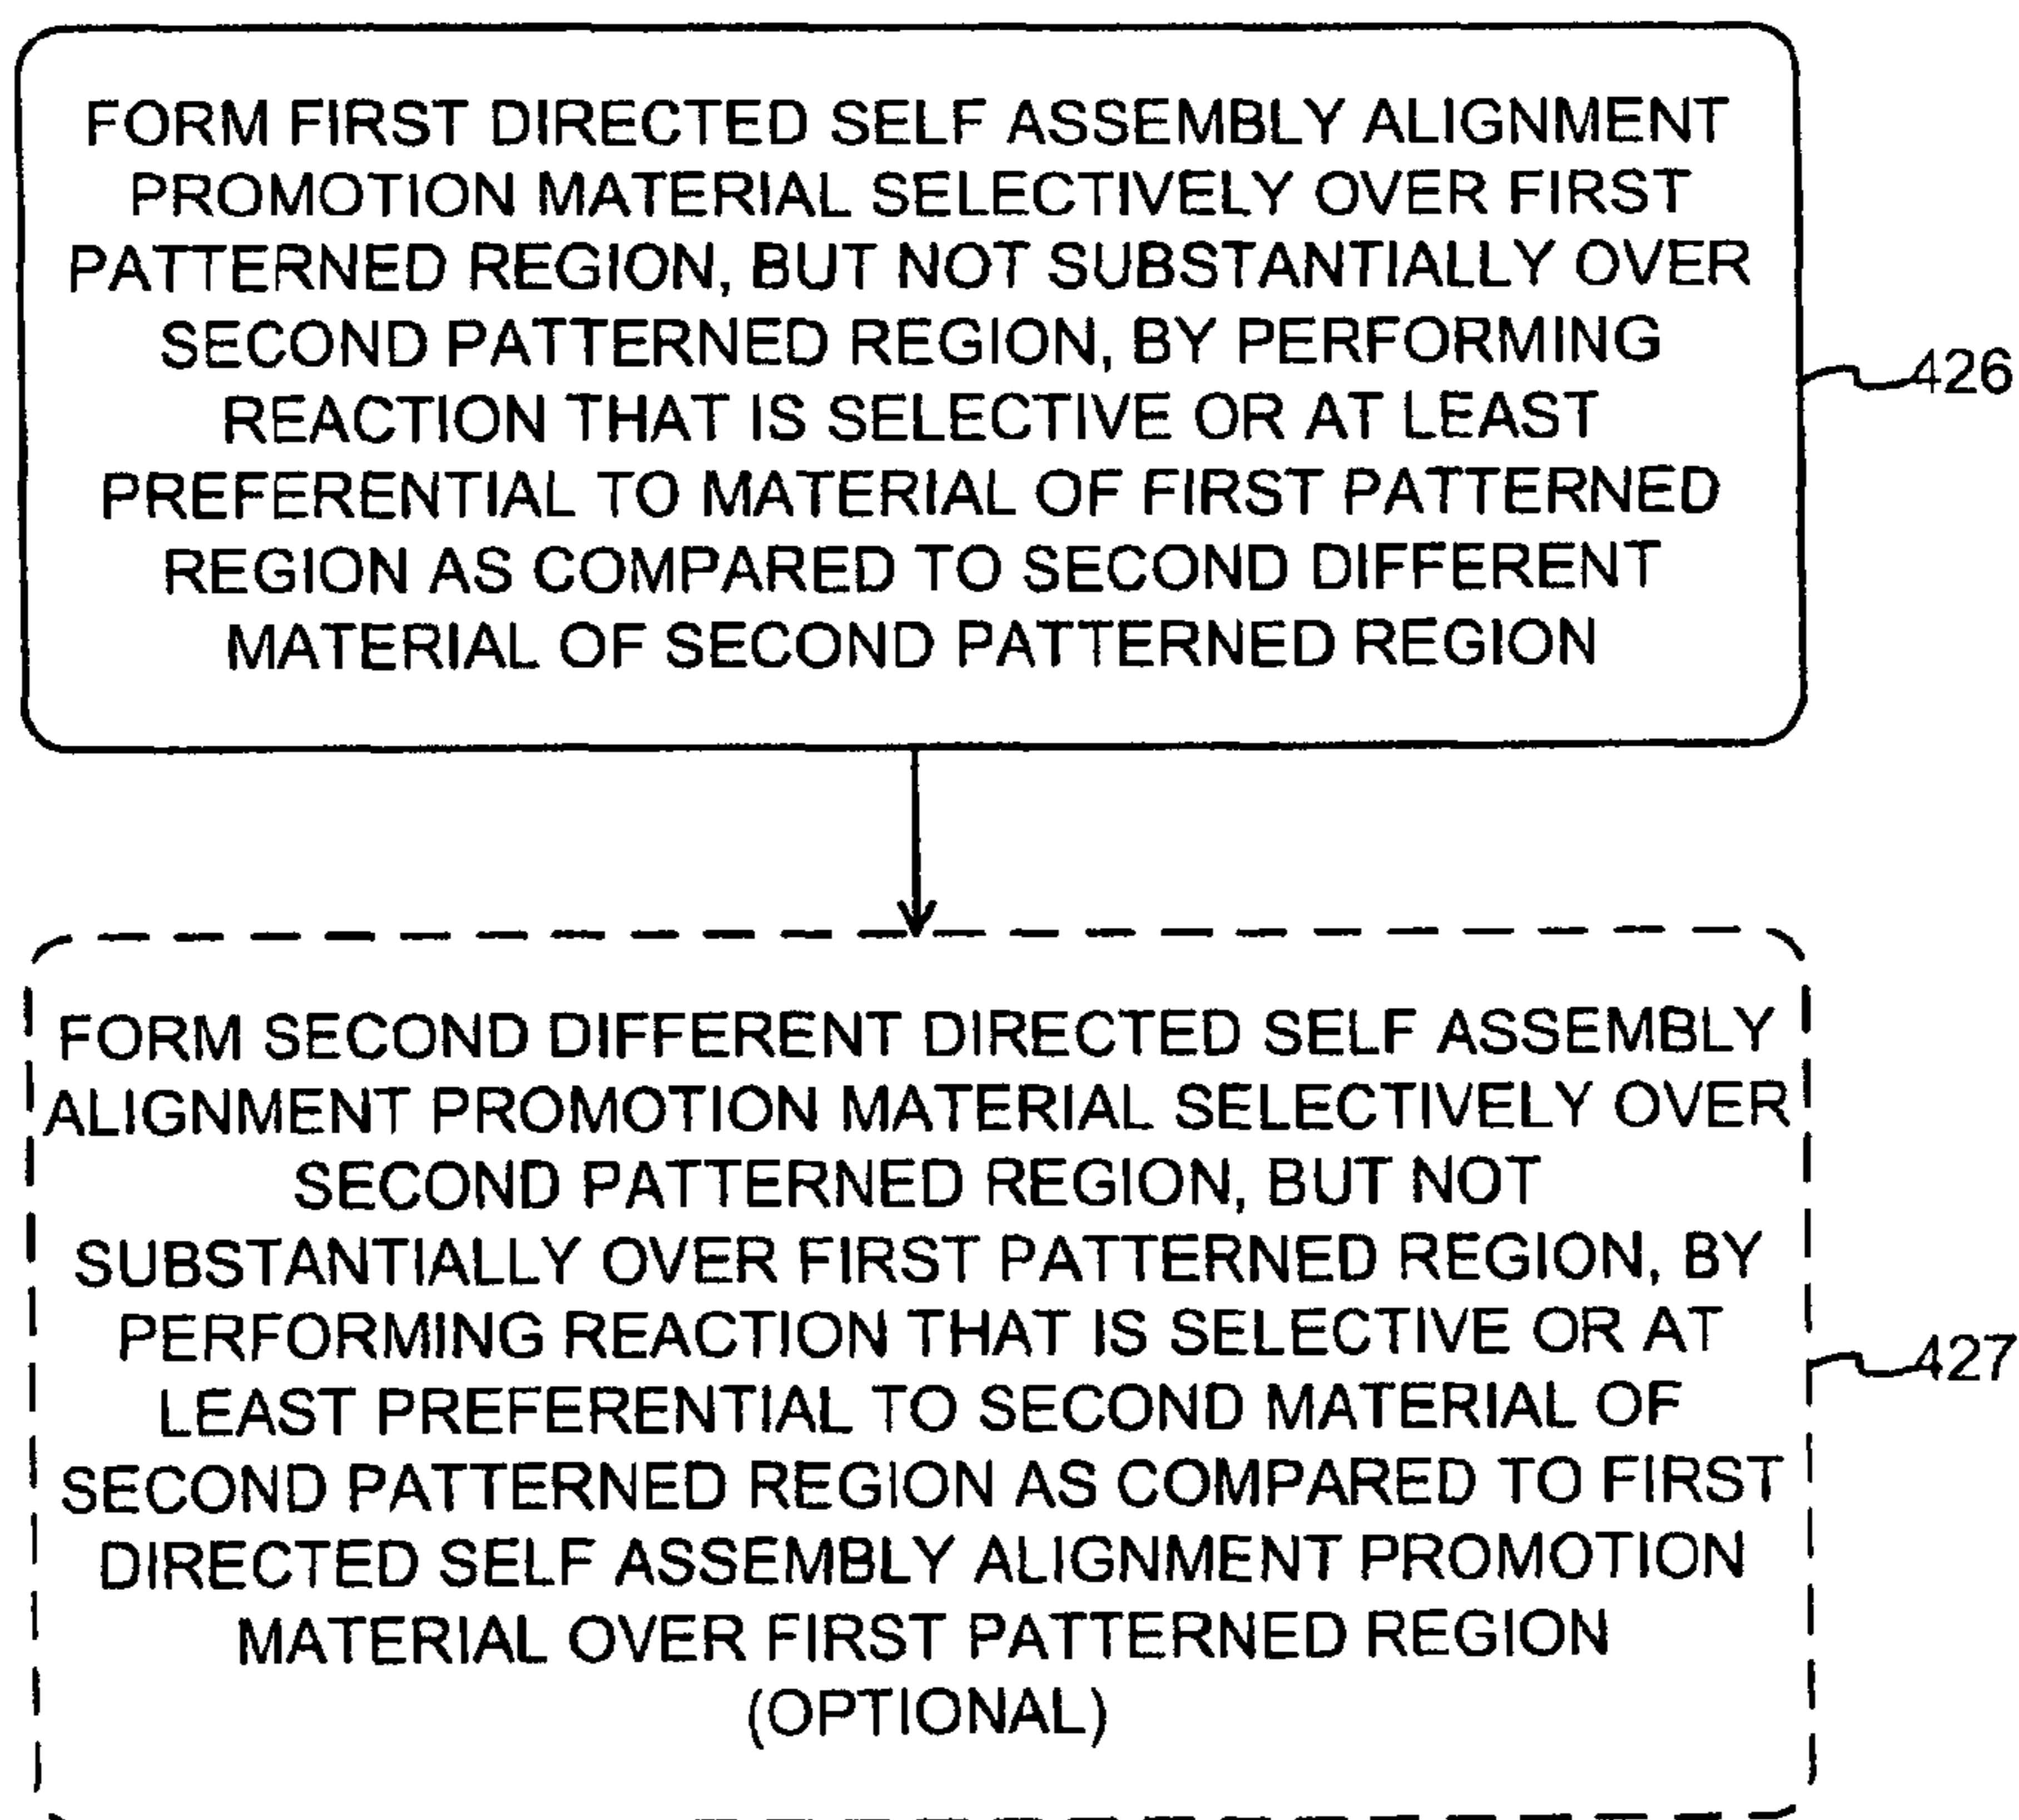 FORM FIRST DIRECTED SELF ASSEMBLY ALIGNMENT
PROMOTION MATERIAL SELECTIVELY OVER FIRST
PATTERNED REGION, BUT NOT SUBSTANTIALLY OVER
SECOND PATTERNED REGION, BY PERFORMING
REACTION THAT IS SELECTIVE OR AT LEAST
PREFERENTIAL TO MATERIAL OF FIRST PATTERNED
REGION AS COMPARED TO SECOND DIFFERENT
MATERIAL OF SECOND PATTERNED REGION
426
FORM SECOND DIFFERENT DIRECTED SELF ASSEMBLY
ALIGNMENT PROMOTION MATERIAL SELECTIVELY OVER
SECOND PATTERNED REGION, BUT NOT
SUBSTANTIALLY OVER FIRST PATTERNED REGION, BY
PERFORMING REACTION THAT IS SELECTIVE OR AT
LEAST PREFERENTIAL TO SECOND MATERIAL OF
SECOND PATTERNED REGION AS COMPARED TO FIRST
DIRECTED SELF ASSEMBLY ALIGNMENT PROMOTION
MATERIAL OVER FIRST PATTERNED REGION
(OPTIONAL)
427